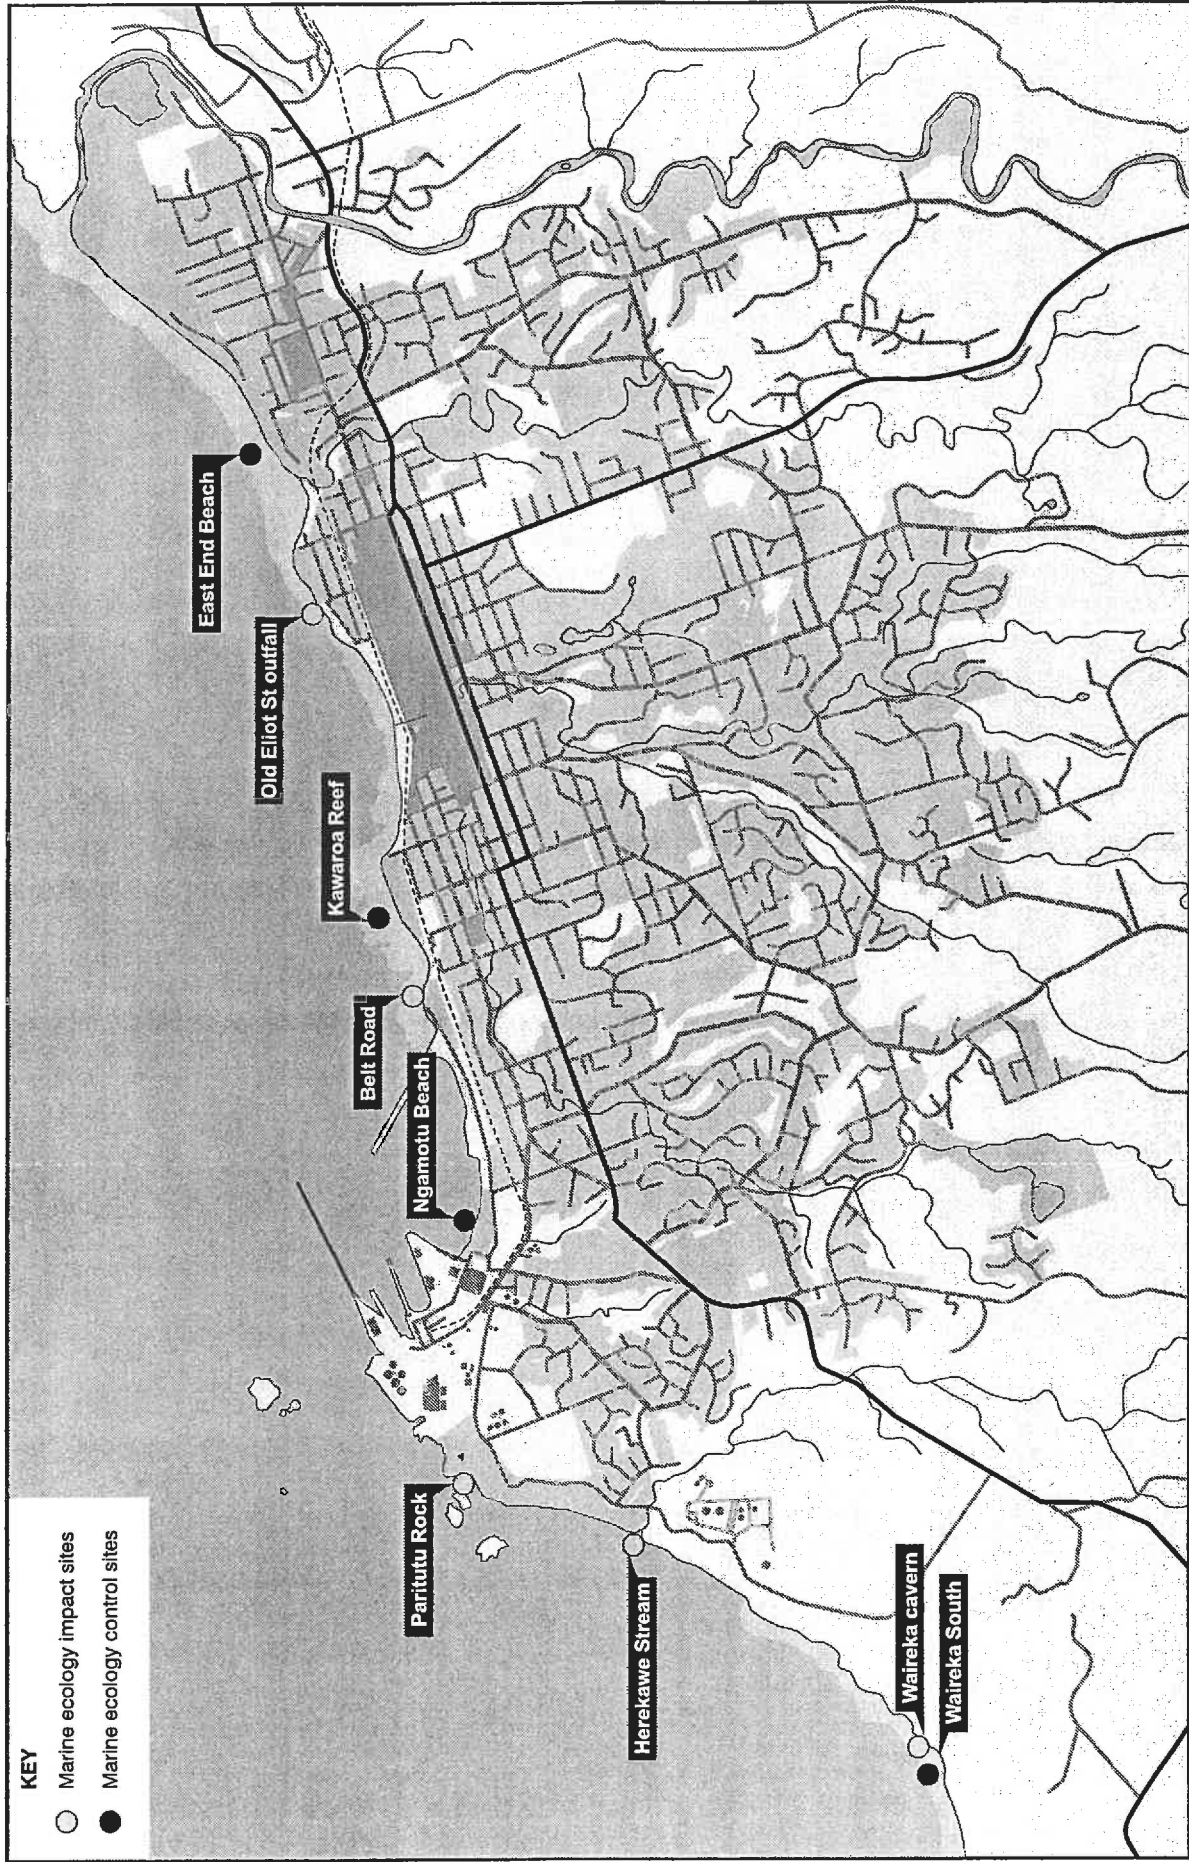 KEY
Marine ecology impact sites
Marine ecology control sites
Waireka cavern
Waireka South
Herekawe Stream
Paritutu Rock
Ngamotu Beach
Belt Road
Kawaroa Reef
Old Eliot St outfall
East End Beach